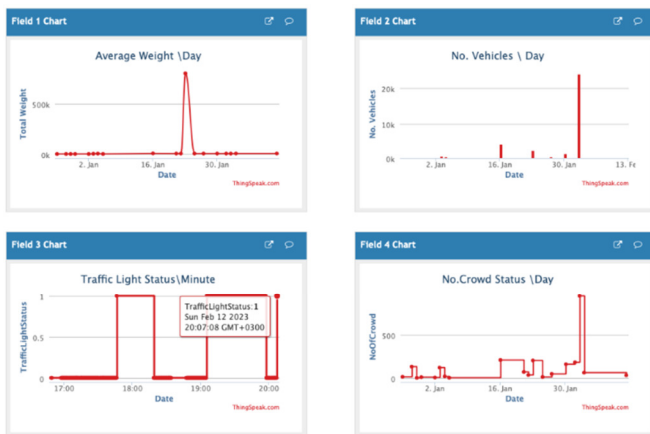 Field 1 Chart
Average Weight \Day
Total Weight
500k
0k
2. Jan
16. Jan
30. Jan
Date
ThingSpeak.com
Field 2 Chart
No. Vehicles \ Day
No. Vehicles
20k
10k
0k
2. Jan
16. Jan
30. Jan
13. Fe
Date
ThingSpeak.com
Field 3 Chart
Traffic Light Status\Minute
TrafficLightStatus
1
0.5
0
TrafficLightStatus:1
Sun Feb 12 2023
20:07:08 GMT+0300
17:00
18:00
19:00
20:00
Date
ThingSpeak.com
Field 4 Chart
No.Crowd Status \Day
NoOfCrowd
500
0
2. Jan
16. Jan
30. Jan
Date
ThingSpeak.com